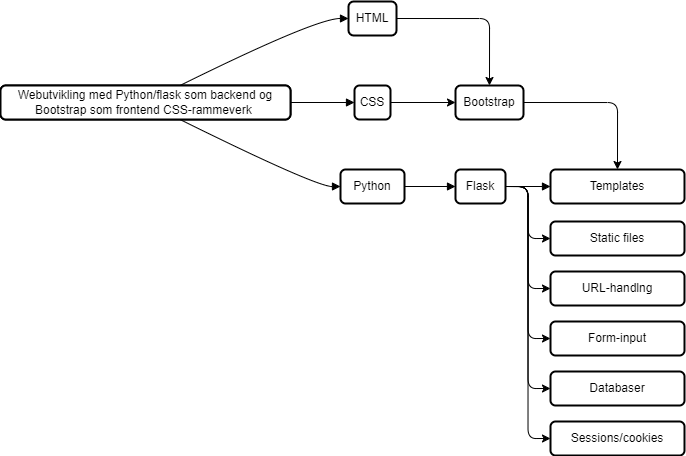 HTML
Webutvikling med Python/flask som backend og
Bootstrap som frontend CSS-rammeverk
CSS
Bootstrap
Python
Flask
Templates
Static files
URL-handlng
Form-input
Databaser
Sessions/cookies